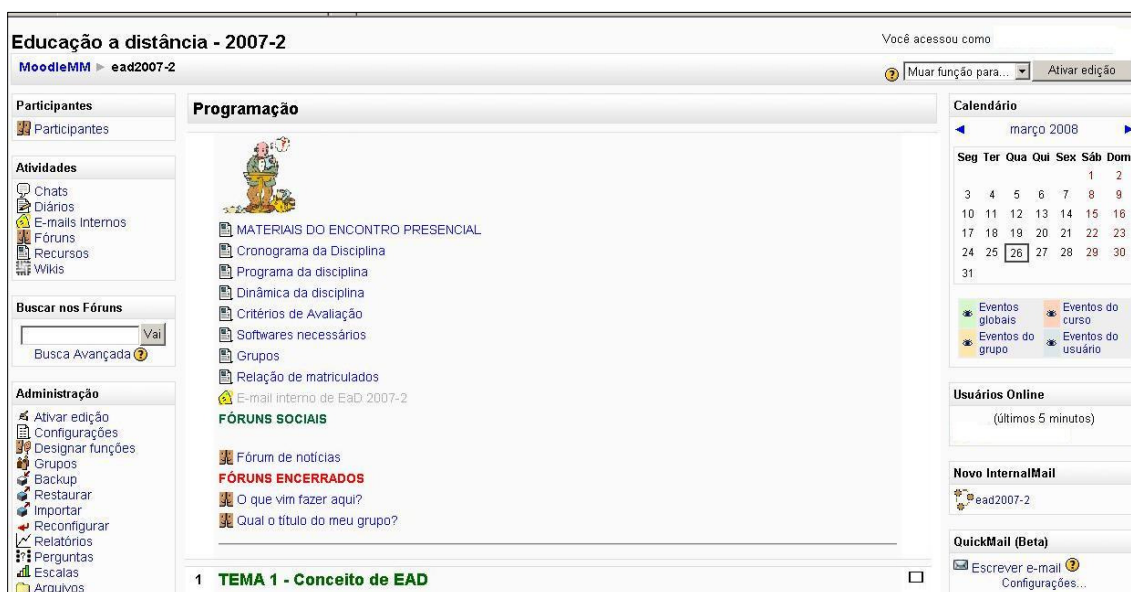 Educação a distância - 2007-2
Você acessou como
MoodleMM ► ead2007-2
Muar função para...
Ativar edição
Participantes
Participantes
Atividades
Chats
Diários
E-mails Internos
Fóruns
Recursos
Wikis
Buscar nos Fóruns
Vai
Busca Avançada
Administração
Ativar edição
Configurações
Designar funções
Grupos
Backup
Restaurar
Importar
Reconfigurar
Relatórios
Perguntas
Escalas
Arquivos
Programação
MATERIAIS DO ENCONTRO PRESENCIAL
Cronograma da Disciplina
Programa da disciplina
Dinâmica da disciplina
Critérios de Avaliação
Softwares necessários
Grupos
Relação de matriculados
E-mail interno de EaD 2007-2
FÓRUNS SOCIAIS
Fórum de notícias
FÓRUNS ENCERRADOS
O que vim fazer aqui?
Qual o título do meu grupo?
1 TEMA 1 - Conceito de EAD
Calendário
março 2008
Seg Ter Qua Qui Sex Sáb Dom
1 2
3 4 5 6 7 8 9
10 11 12 13 14 15 16
17 18 19 20 21 22 23
24 25 26 27 28 29 30
31
Eventos globais
Eventos do curso
Eventos do grupo
Eventos do usuário
Usuários Online
(últimos 5 minutos)
Novo InternalMail
ead2007-2
QuickMail (Beta)
Escrever e-mail
Configurações...